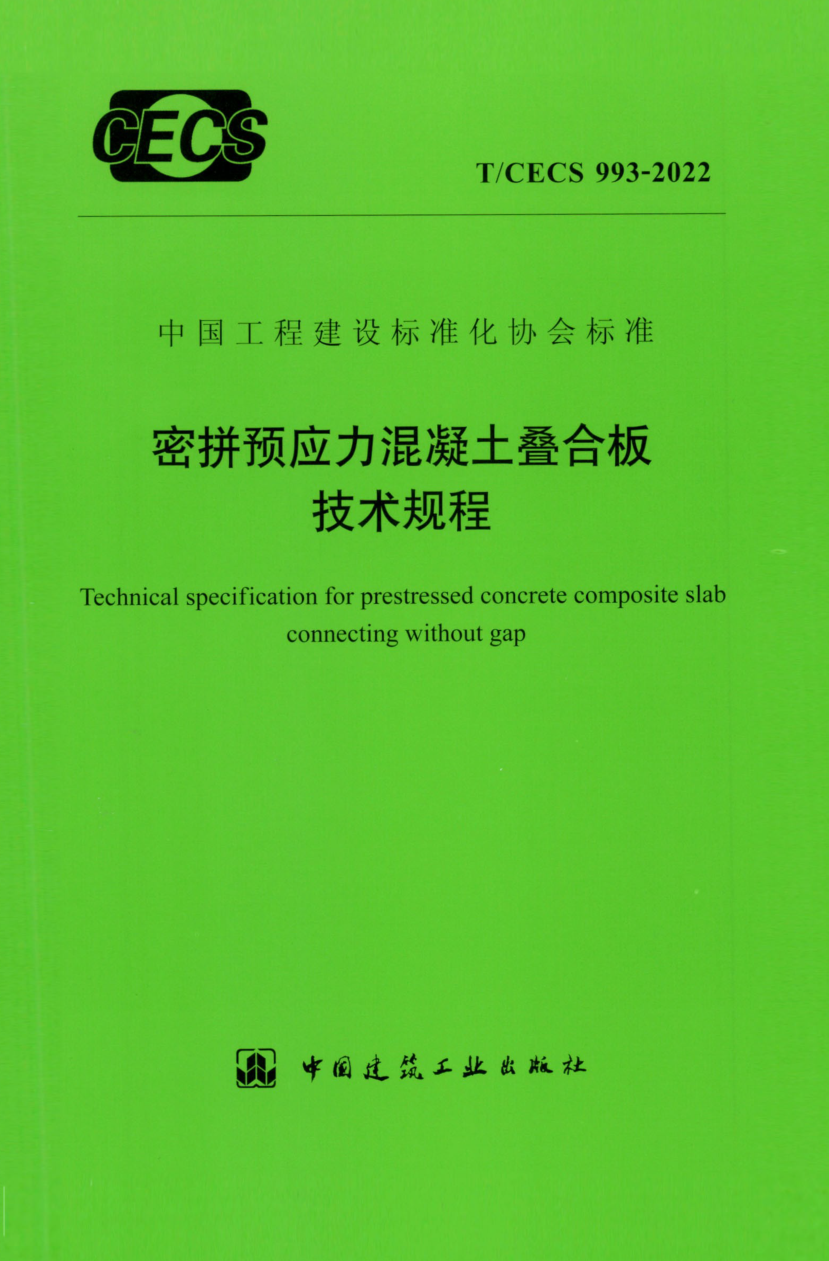 CECS
T/CECS 993-2022
中国工程建设标准化协会标准
密拼预应力混凝土叠合板
技术规程
Technical specification for prestressed concrete composite slab
connecting without gap
中国建筑工业出版社